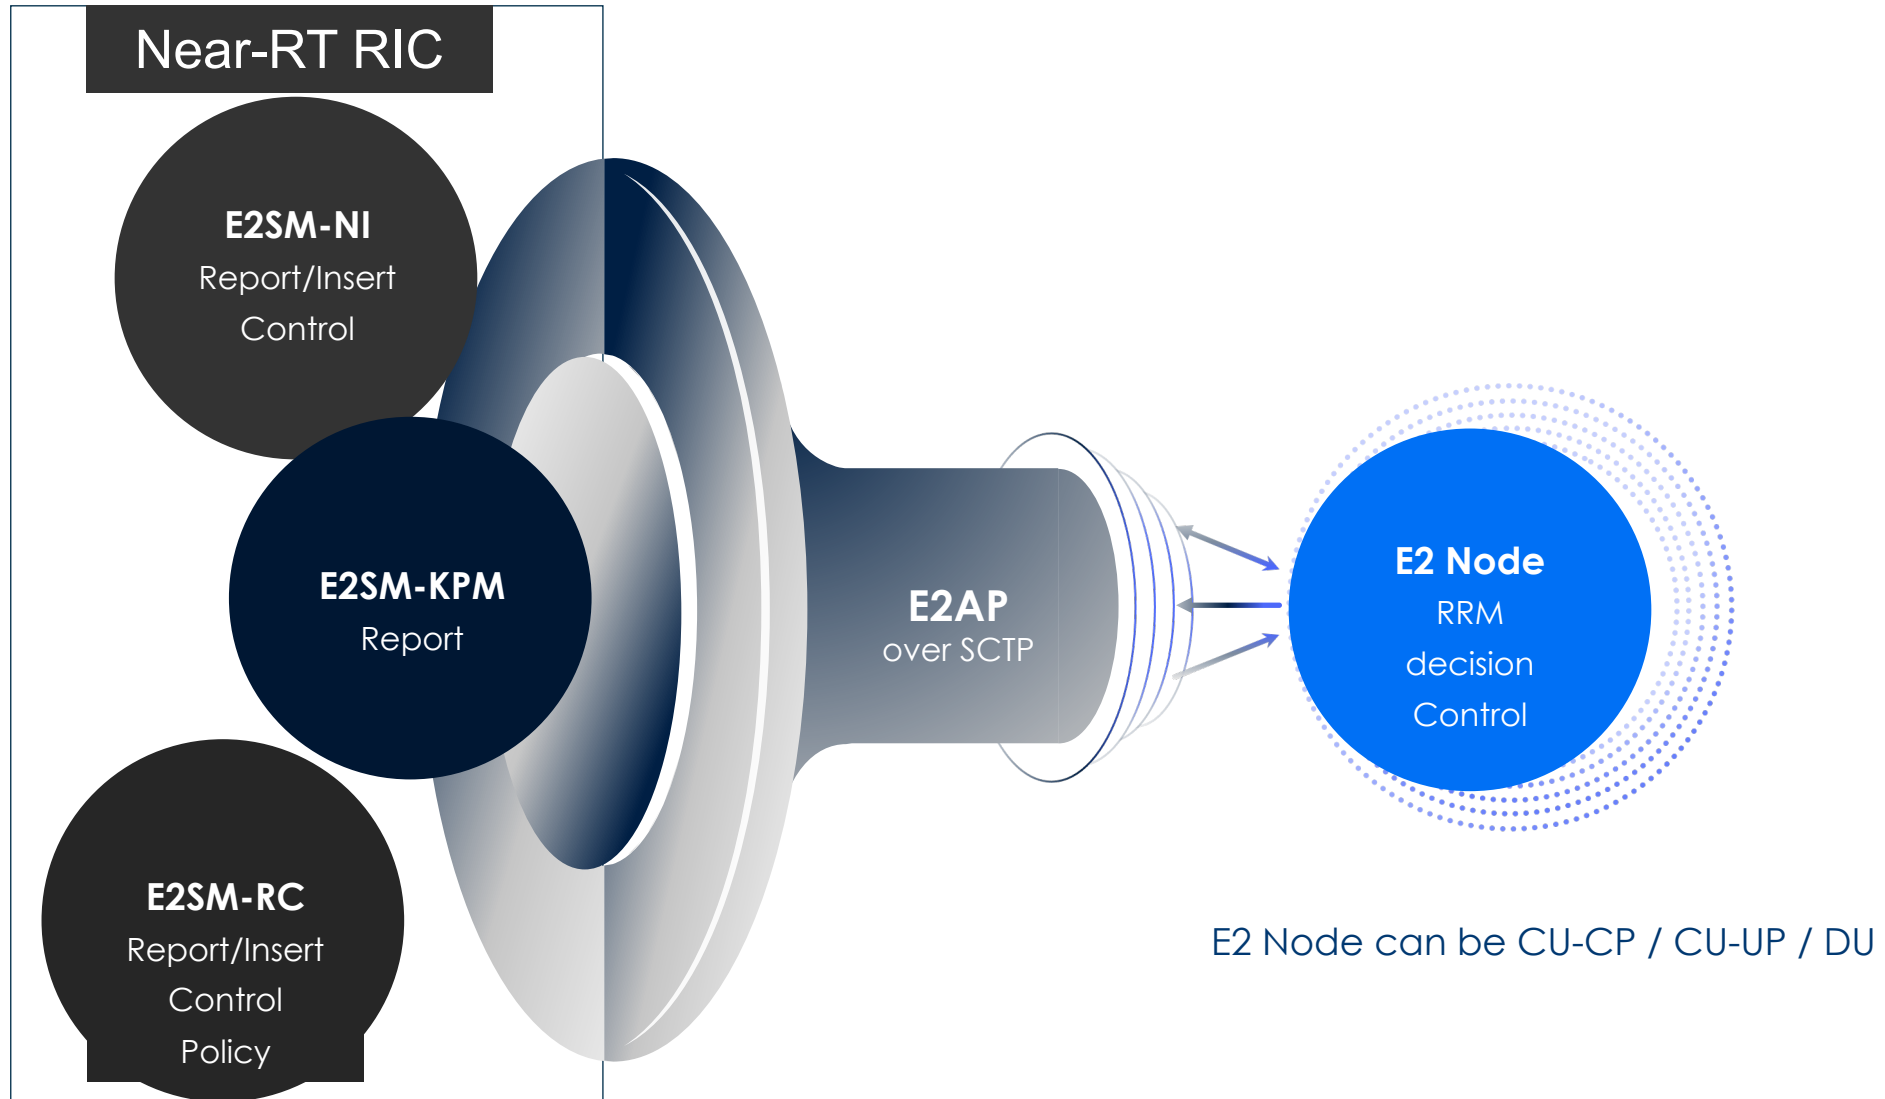 Near-RT RIC
E2SM-NI
Report/Insert
Control
E2SM-KPM
Report
E2SM-RC
Report/Insert
Control
Policy
E2AP
over SCTP
E2 Node
RRM
decision
Control
E2 Node can be CU-CP / CU-UP / DU